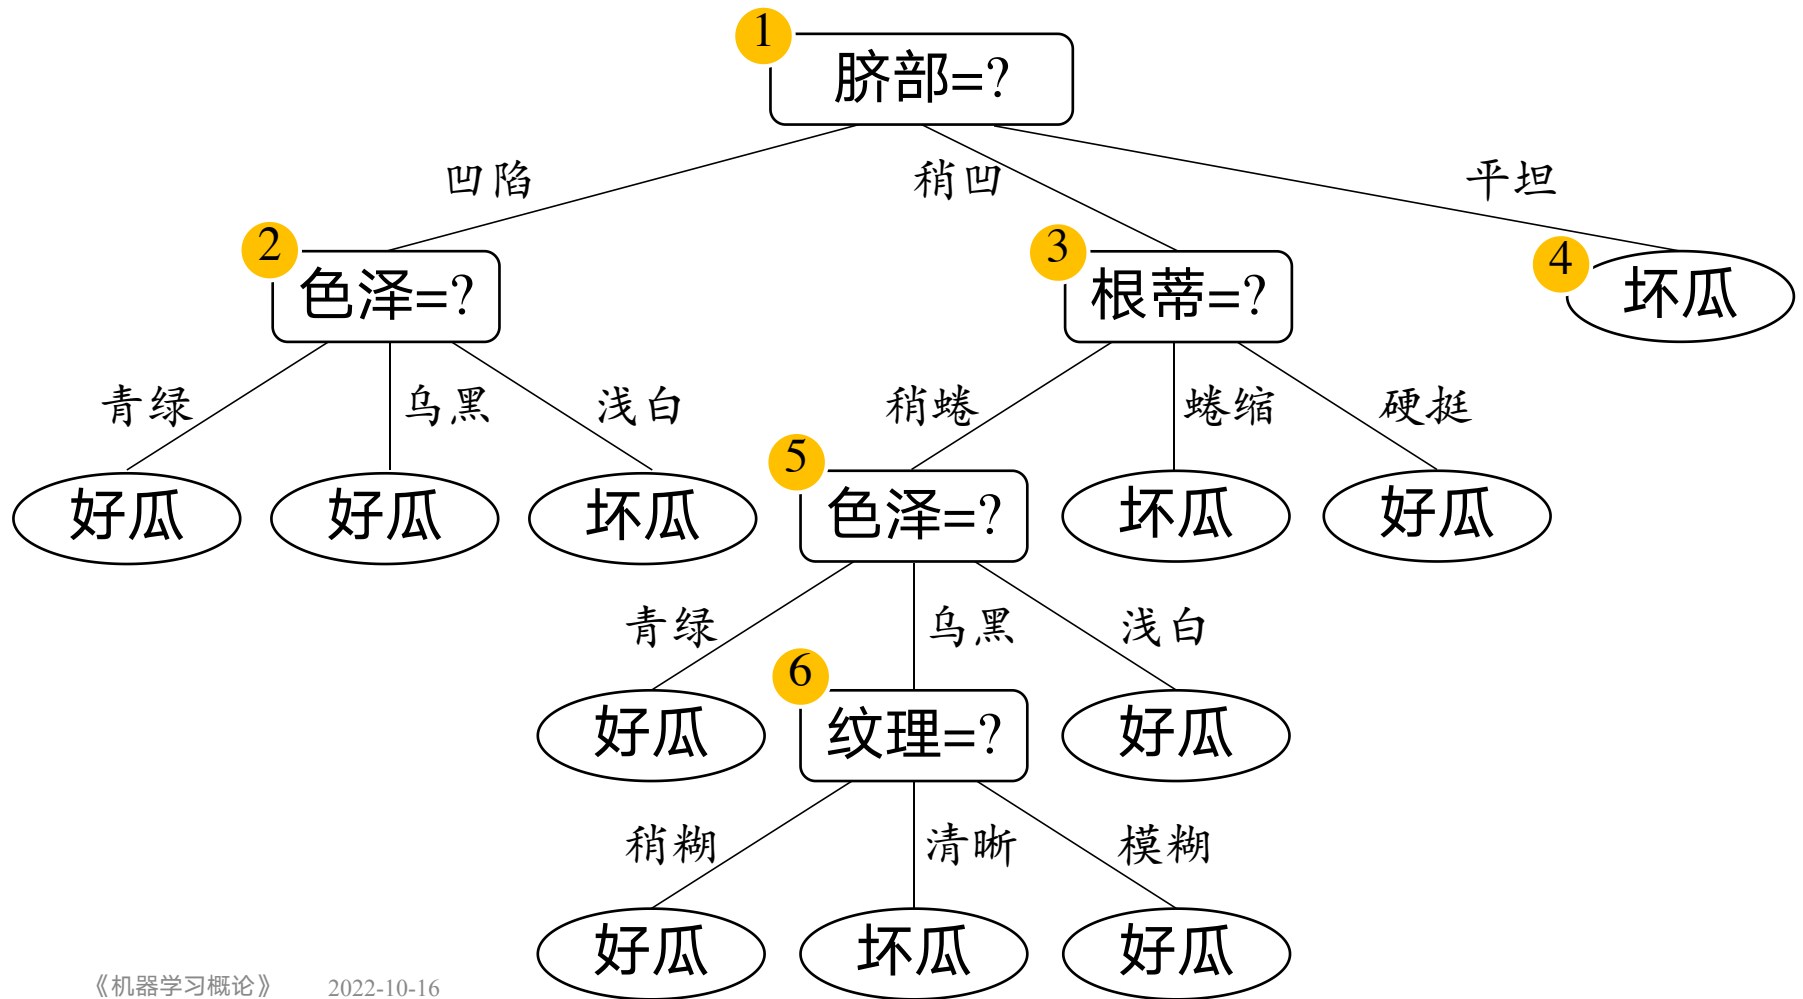 1
脐部=?
凹陷 稍凹 平坦
2 3 4
色泽=? 根蒂=? 坏瓜
青绿 乌黑 浅白 稍蜷 蜷缩 硬挺
5
好瓜 好瓜 坏瓜 色泽=? 坏瓜 好瓜
青绿 乌黑 浅白
6
好瓜 纹理=? 好瓜
稍糊 清晰 模糊
好瓜 坏瓜 好瓜
《机器学习概论》 2022-10-16